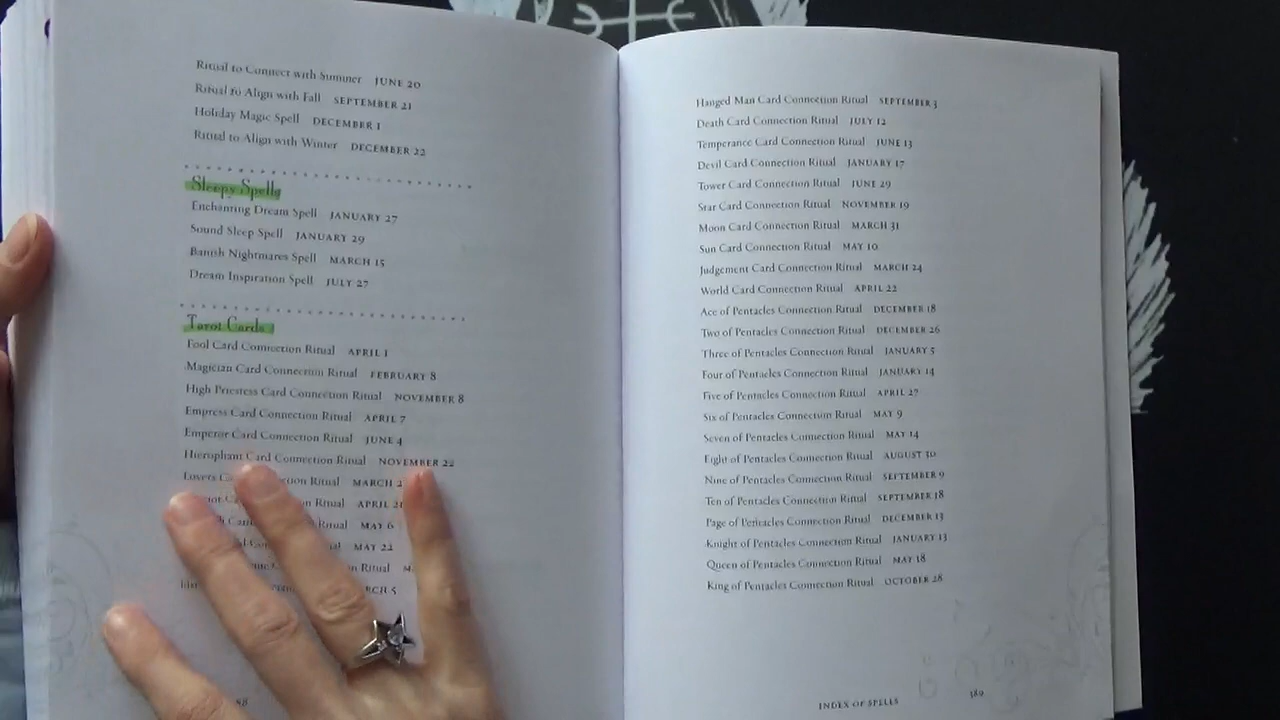 Ritual to Connect with Summer JUNE 20
Ritual to Align with Fall SEPTEMBER 21
Holiday Magic Spell DECEMBER 1
Ritual to Align with Winter DECEMBER 22
Sleepy Spells
Enchanting Dream Spell JANUARY 27
Sound Sleep Spell JANUARY 29
Banish Nightmares Spell MARCH 15
Dream Inspiration Spell JULY 27
Tarot Cards
Fool Card Connection Ritual APRIL 1
Magician Card Connection Ritual FEBRUARY 8
High Priestess Card Connection Ritual NOVEMBER 8
Empress Card Connection Ritual APRIL 7
Emperor Card Connection Ritual JUNE 4
Hierophant Card Connection Ritual NOVEMBER 22
Lovers Ritual MARCH
Ritual APRIL
Ritual MAY 6
MAY 22
Ritual
Hanged Man Card Connection Ritual SEPTEMBER 3
Death Card Connection Ritual JULY 12
Temperance Card Connection Ritual JUNE 13
Devil Card Connection Ritual JANUARY 17
Tower Card Connection Ritual JUNE 29
Star Card Connection Ritual NOVEMBER 19
Moon Card Connection Ritual MARCH 31
Sun Card Connection Ritual MAY 10
Judgement Card Connection Ritual MARCH 24
World Card Connection Ritual APRIL 22
Ace of Pentacles Connection Ritual DECEMBER 18
Two of Pentacles Connection Ritual DECEMBER 26
Three of Pentacles Connection Ritual JANUARY 5
Four of Pentacles Connection Ritual JANUARY 14
Five of Pentacles Connection Ritual APRIL 27
Six of Pentacles Connection Ritual MAY 9
Seven of Pentacles Connection Ritual MAY 14
Eight of Pentacles Connection Ritual AUGUST 10
Nine of Pentacles Connection Ritual SEPTEMBER 9
Ten of Pentacles Connection Ritual SEPTEMBER 18
Page of Pentacles Connection Ritual DECEMBER 13
Knight of Pentacles Connection Ritual JANUARY 13
Queen of Pentacles Connection Ritual MAY 18
King of Pentacles Connection Ritual OCTOBER 28
INDEX OF SPELLS 389